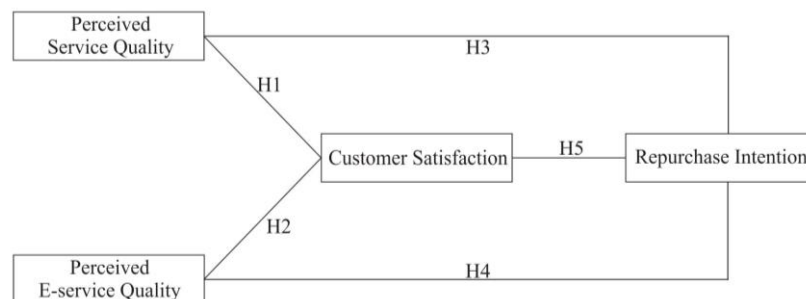 Perceived
Service Quality
H3
H1
Customer Satisfaction
H5
Repurchase Intention
H2
Perceived
E-service Quality
H4